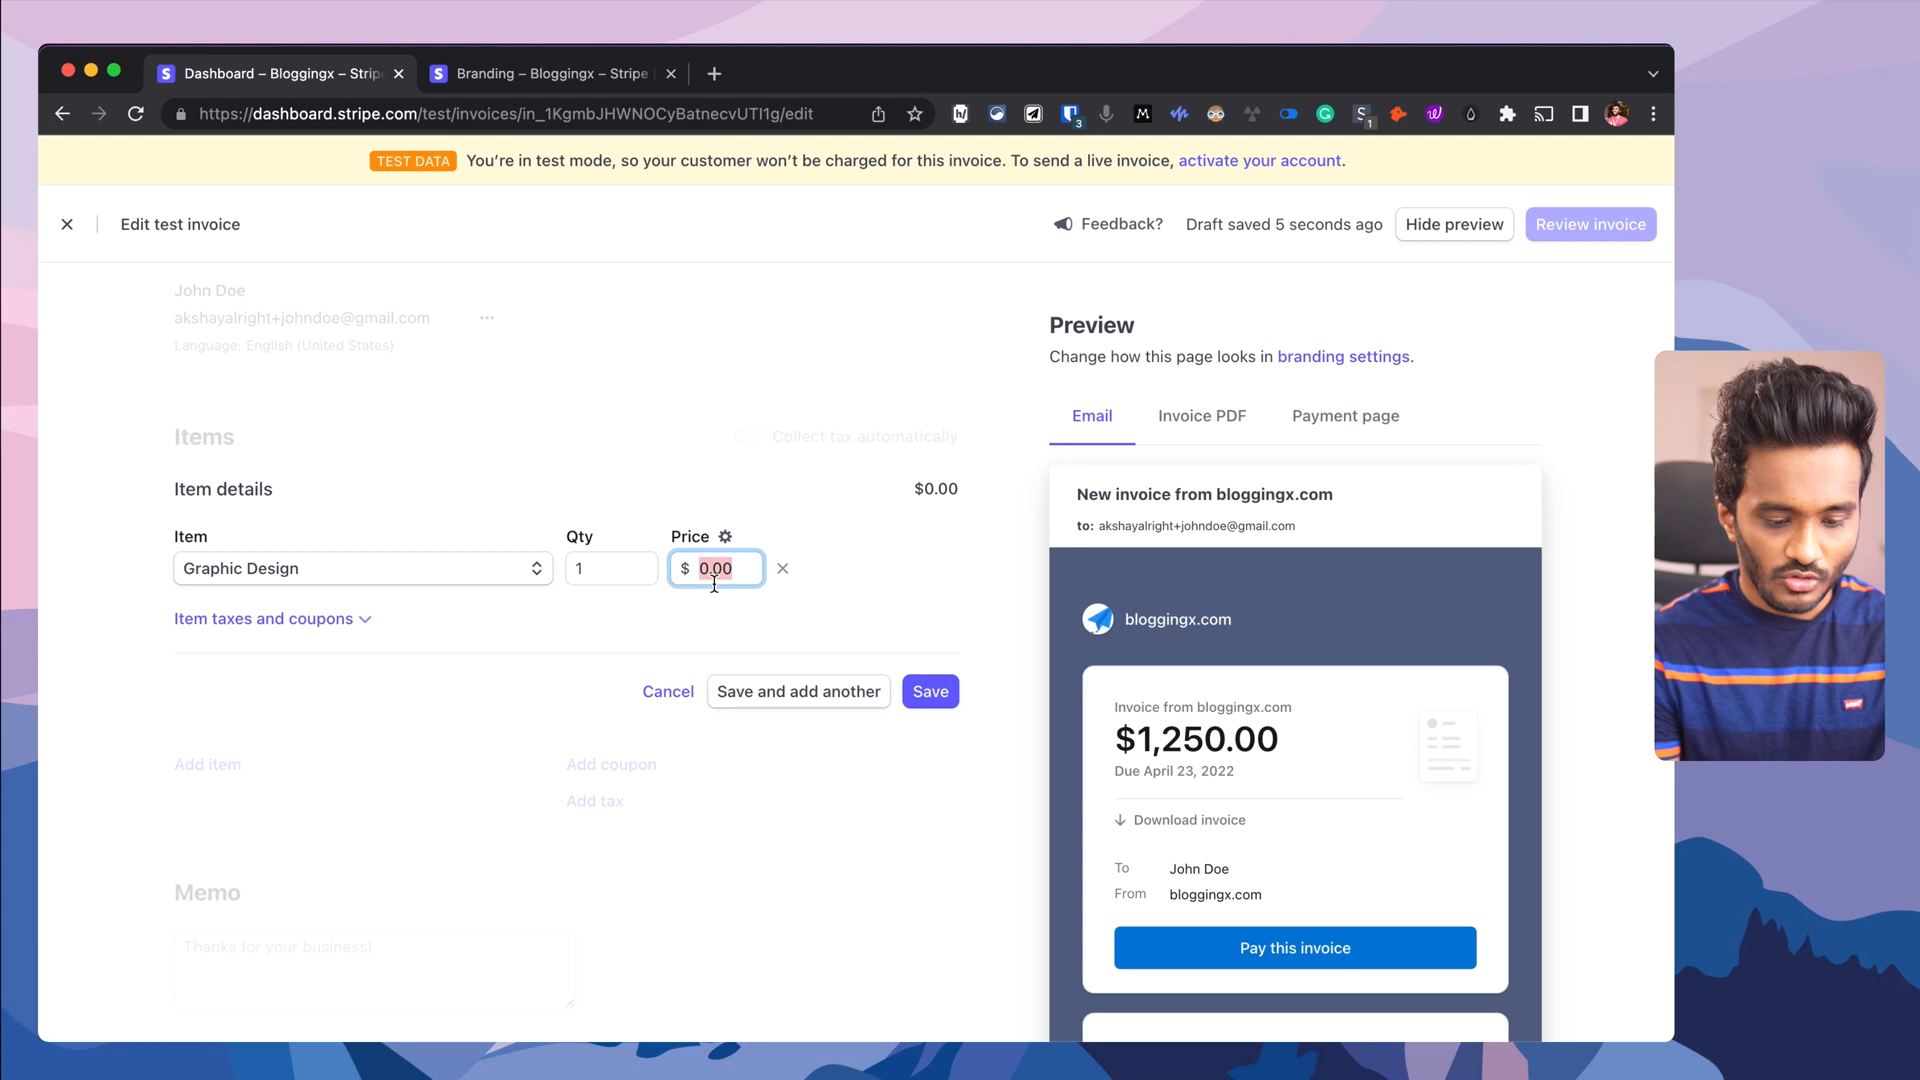 Dashboard – Bloggingx – Strip
Branding – Bloggingx – Stripe
https://dashboard.stripe.com/test/invoices/in_1KgmbJHWNOCyBatnecvUTI1g/edit
3
1
TEST DATA You're in test mode, so your customer won't be charged for this invoice. To send a live invoice, activate your account.
Edit test invoice
Feedback?
Draft saved 5 seconds ago
Hide preview
Review invoice
John Doe
akshayalright+johndoe@gmail.com
Language: English (United States)
Items
Collect tax automatically
Item details
$0.00
Item
Qty
Price
Graphic Design
1
$ 0.00
Item taxes and coupons
Cancel
Save and add another
Save
Add item
Add coupon
Add tax
Memo
Thanks for your business!
Preview
Change how this page looks in branding settings.
Email
Invoice PDF
Payment page
New invoice from bloggingx.com
to: akshayalright+johndoe@gmail.com
bloggingx.com
Invoice from bloggingx.com
$1,250.00
Due April 23, 2022
Download invoice
To John Doe
From bloggingx.com
Pay this invoice